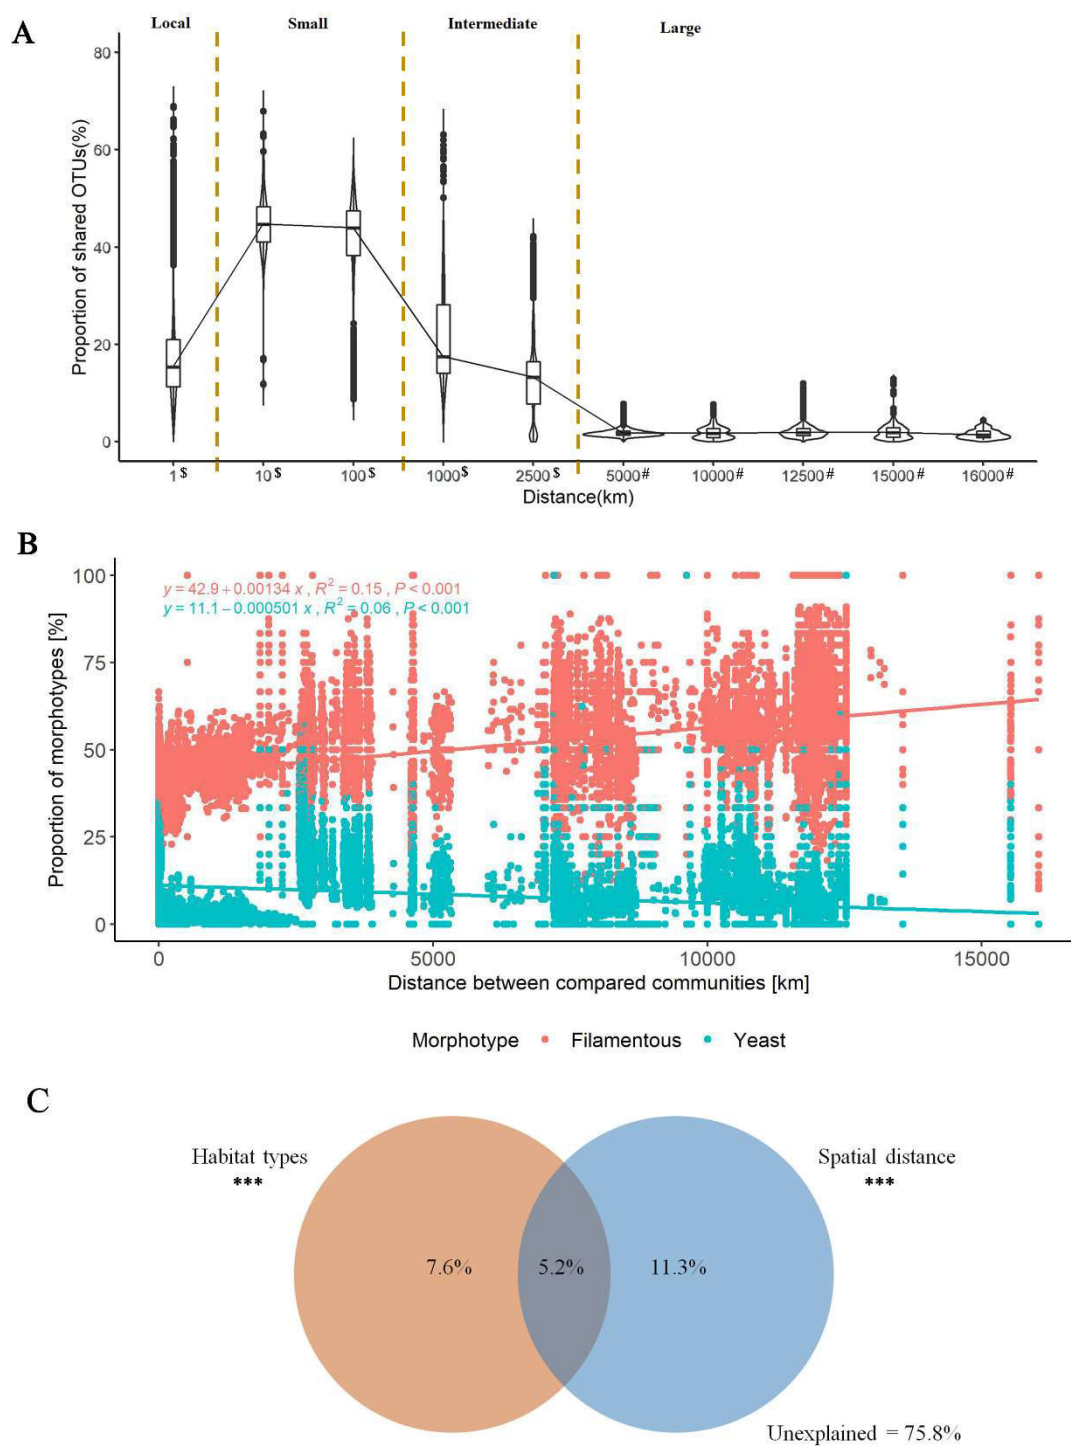 A
Local Small Intermediate Large
Proportion of shared OTUs(%)
80
60
40
20
0
1$ 10$ 100$ 1000$ 2500$ 5000# 10000# 12500# 15000# 16000#
Distance(km)
B
Proportion of morphotypes [%]
y = 42.9 + 0.00134 x , R² = 0.15 , P < 0.001
y = 11.1 − 0.000501 x , R² = 0.06 , P < 0.001
100
75
50
25
0
0 5000 10000 15000
Distance between compared communities [km]
Morphotype Filamentous Yeast
C
Habitat types Spatial distance
*** ***
7.6% 5.2% 11.3%
Unexplained = 75.8%